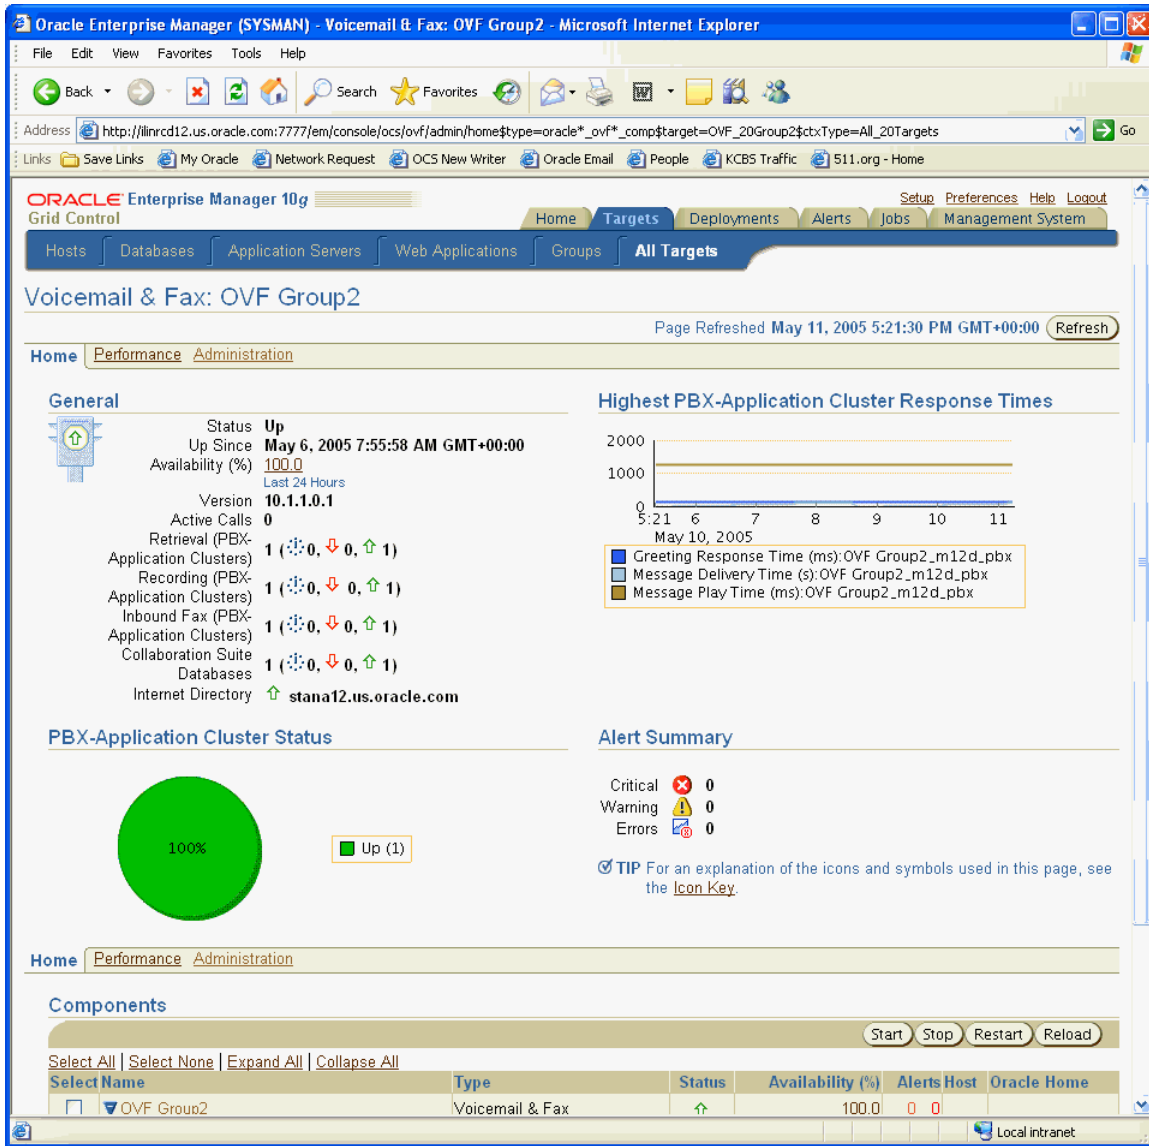 Oracle Enterprise Manager (SYSMAN) - Voicemail & Fax: OVF Group2 - Microsoft Internet Explorer
File Edit View Favorites Tools Help
Back Search Favorites
Address http://ilinrcd12.us.oracle.com:7777/em/console/ocs/ovf/admin/home$type=oracle*_ovf*_comp$target=OVF_20Group2$ctxType=All_20Targets Go
Links Save Links My Oracle Network Request OCS New Writer Oracle Email People KCBS Traffic 511.org - Home
ORACLE Enterprise Manager 10g
Setup Preferences Help Logout
Grid Control
Home Targets Deployments Alerts Jobs Management System
Hosts Databases Application Servers Web Applications Groups All Targets
Voicemail & Fax: OVF Group2
Page Refreshed May 11, 2005 5:21:30 PM GMT+00:00 Refresh
Home Performance Administration
General
Status Up
Up Since May 6, 2005 7:55:58 AM GMT+00:00
Availability (%) 100.0
Last 24 Hours
Version 10.1.1.0.1
Active Calls 0
Retrieval (PBX-
Application Clusters) 1 (0, 0, 1)
Recording (PBX-
Application Clusters) 1 (0, 0, 1)
Inbound Fax (PBX-
Application Clusters) 1 (0, 0, 1)
Collaboration Suite
Databases 1 (0, 0, 1)
Internet Directory stana12.us.oracle.com
Highest PBX-Application Cluster Response Times
2000
1000
0
5:21 6 7 8 9 10 11
May 10, 2005
Greeting Response Time (ms):OVF Group2_m12d_pbx
Message Delivery Time (s):OVF Group2_m12d_pbx
Message Play Time (ms):OVF Group2_m12d_pbx
PBX-Application Cluster Status
100%
Up (1)
Alert Summary
Critical 0
Warning 0
Errors 0
TIP For an explanation of the icons and symbols used in this page, see
the Icon Key.
Home Performance Administration
Components
Start Stop Restart Reload
Select All | Select None | Expand All | Collapse All
Select Name Type Status Availability (%) Alerts Host Oracle Home
OVF Group2 Voicemail & Fax 100.0 0 0
Local intranet